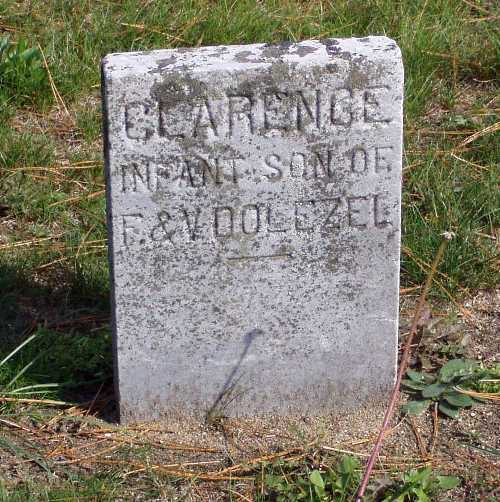 CLARENCE
INFANT SON OF
F. & V. DOLEZEL